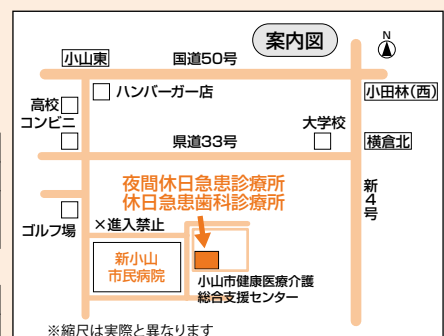 案内図
N
小山東
国道50号
ハンバーガー店
小田林(西)
高校
コンビニ
大学校
県道33号
横倉北
夜間休日急患診療所
休日急患歯科診療所
新4号
ゴルフ場
×進入禁止
新小山
市民病院
小山市健康医療介護
総合支援センター
※縮尺は実際と異なります